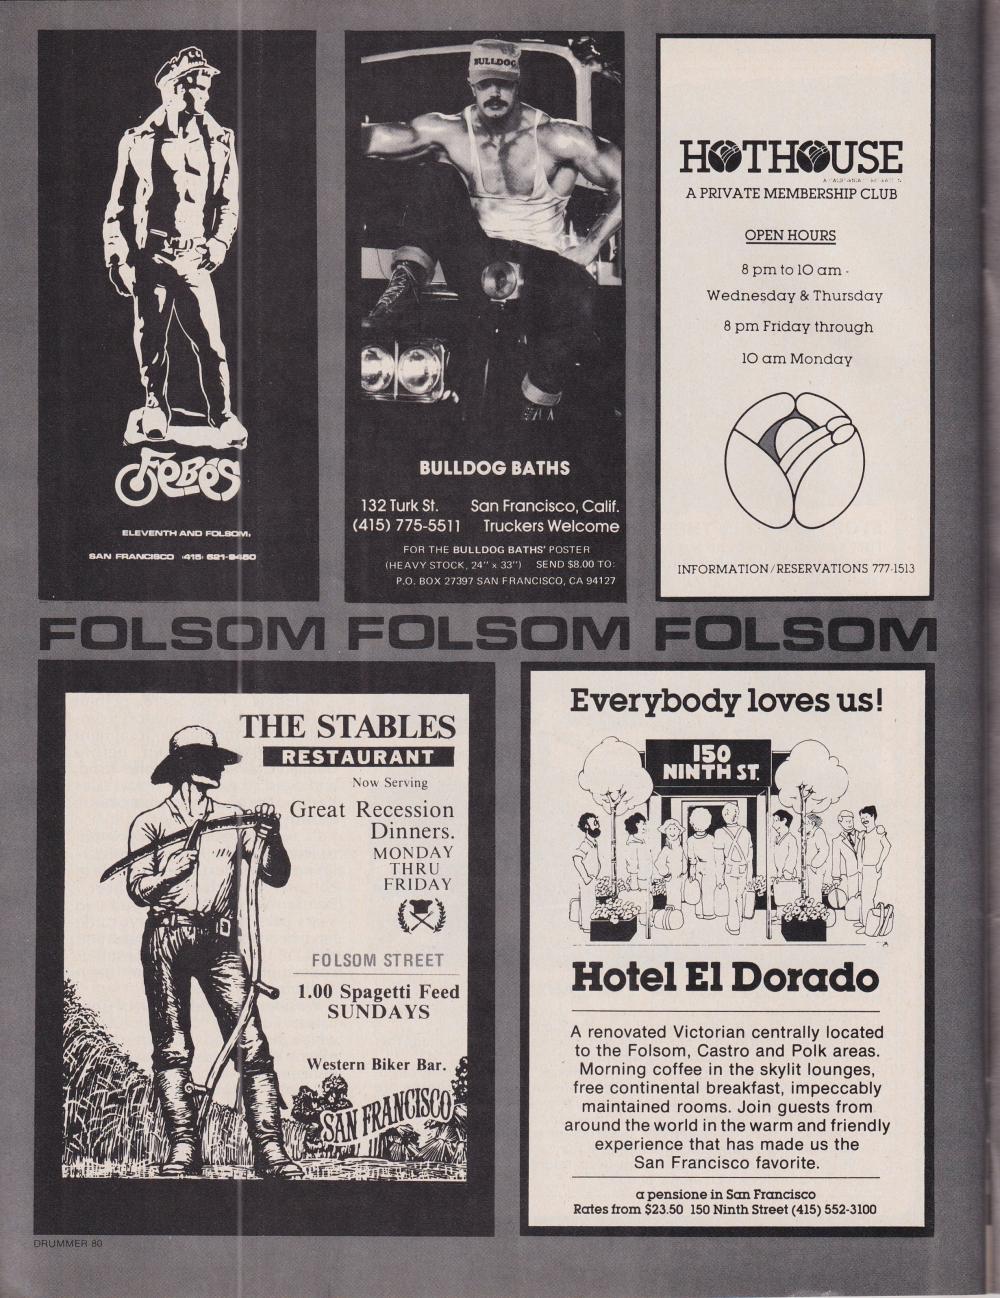 FeBeS
ELEVENTH AND FOLSOM,
SAN FRANCISCO (415) 621-9450
BULLDOG
BULLDOG BATHS
132 Turk St. San Francisco, Calif.
(415) 775-5511 Truckers Welcome
FOR THE BULLDOG BATHS' POSTER
(HEAVY STOCK, 24" x 33") SEND $8.00 TO:
P.O. BOX 27397 SAN FRANCISCO, CA 94127
HOTHOUSE
A PRIVATE MEMBERSHIP CLUB
OPEN HOURS
8 pm to 10 am -
Wednesday & Thursday
8 pm Friday through
10 am Monday
INFORMATION/RESERVATIONS 777-1513
FOLSOM FOLSOM FOLSOM
THE STABLES
RESTAURANT
Now Serving
Great Recession
Dinners.
MONDAY
THRU
FRIDAY
FOLSOM STREET
1.00 Spagetti Feed
SUNDAYS
Western Biker Bar.
SAN FRANCISCO
Everybody loves us!
150
NINTH ST.
Hotel El Dorado
A renovated Victorian centrally located
to the Folsom, Castro and Polk areas.
Morning coffee in the skylit lounges,
free continental breakfast, impeccably
maintained rooms. Join guests from
around the world in the warm and friendly
experience that has made us the
San Francisco favorite.
a pensione in San Francisco
Rates from $23.50 150 Ninth Street (415) 552-3100
DRUMMER 80